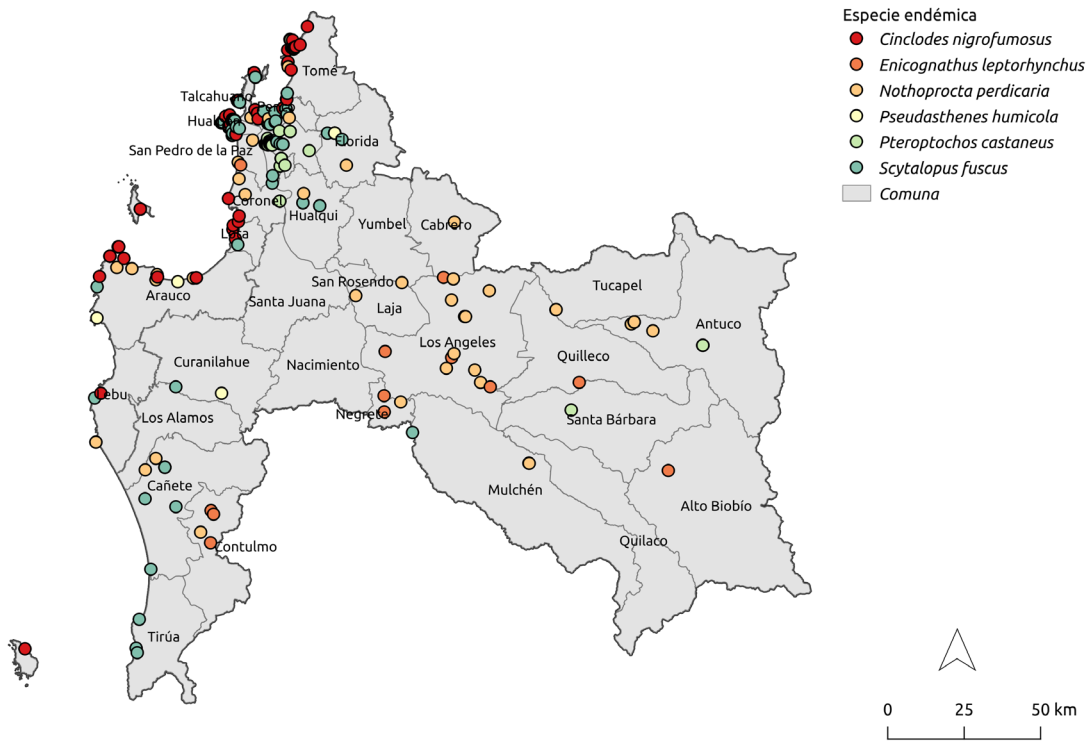 Especie endémica
Cinclodes nigrofumosus
Enicognathus leptorhynchus
Nothoprocta perdicaria
Pseudasthenes humicola
Pteroptochos castaneus
Scytalopus fuscus
Comuna
Tomé
Talcahuano
Penco
Florida
San Pedro de la Paz
Coronel
Hualqui
Yumbel
Cabrero
Lota
San Rosendo
Tucapel
Arauco
Santa Juana
Laja
Antuco
Los Angeles
Curanilahue
Nacimiento
Quilleco
Lebu
Los Alamos
Negrete
Santa Bárbara
Cañete
Mulchén
Alto Biobío
Contulmo
Quilaco
Tirúa
0 25 50 km